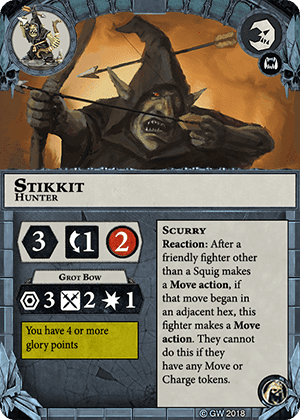 STIKKIT
HUNTER
3 1 2
GROT BOW
3 2 1
You have 4 or more
glory points
SCURRY
Reaction: After a
friendly fighter other
than a Squig makes
a Move action, if
that move began in
an adjacent hex, this
fighter makes a Move
action. They cannot
do this if they
have any Move or
Charge tokens.
© GW 2018